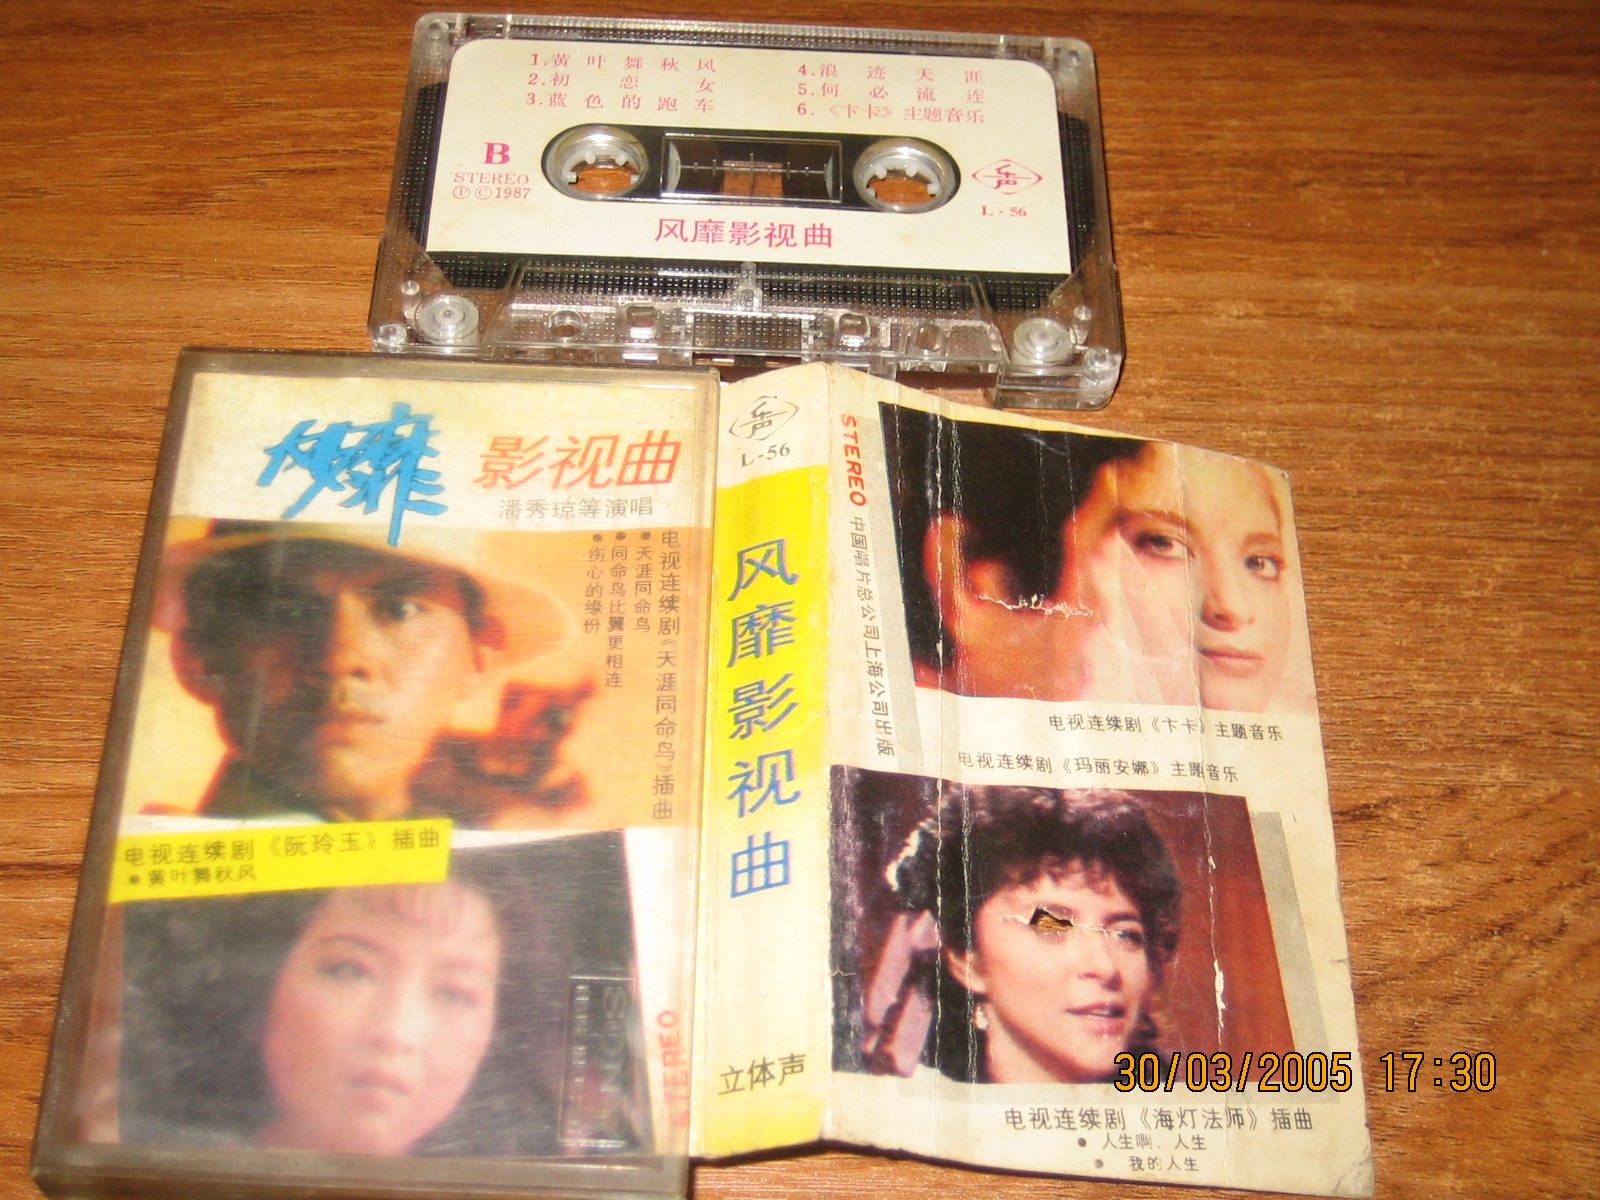 1.黄叶舞秋风
2.初恋女
3.蓝色的跑车
4.浪迹天涯
5.何必流连
6.《卞卡》主题音乐
B
STEREO
Ⓟ©1987
乐声
L-56
风靡影视曲
风靡
影视曲
潘秀琼等演唱
电视连续剧《天涯同命鸟》插曲
●天涯同命鸟
●同命鸟比翼更相连
●伤心的缘份
电视连续剧《阮玲玉》插曲
●黄叶舞秋风
STEREO
乐声
L-56
风靡影视曲
立体声
STEREO
中国唱片总公司上海公司出版
电视连续剧《卞卡》主题音乐
电视连续剧《玛丽安娜》主题音乐
电视连续剧《海灯法师》插曲
●人生啊、人生
●我的人生
30/03/2005 17:30